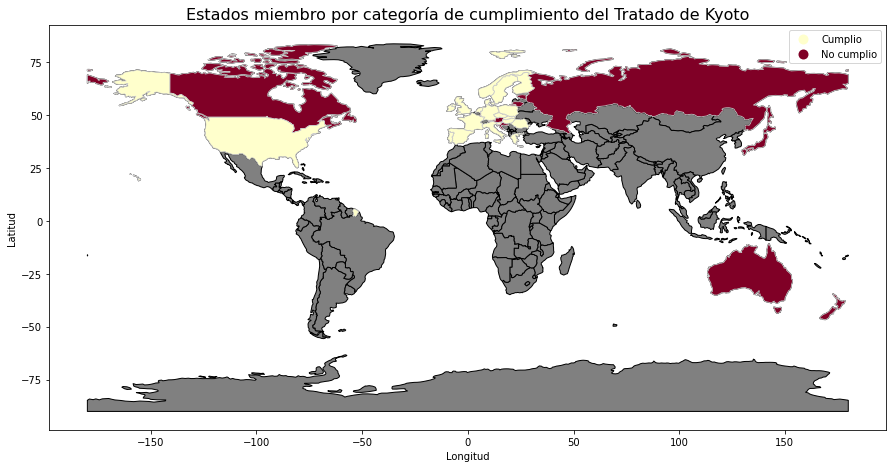 Estados miembro por categoría de cumplimiento del Tratado de Kyoto
Cumplio
No cumplio
75
50
25
0
−25
−50
−75
Latitud
−150
−100
−50
0
50
100
150
Longitud